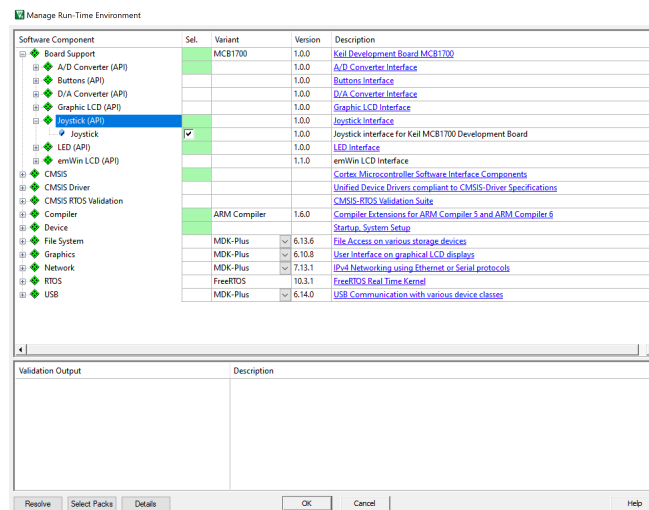 Manage Run-Time Environment
Software Component Sel. Variant Version Description
Board Support MCB1700 1.0.0 Keil Development Board MCB1700
A/D Converter (API) 1.0.0 A/D Converter Interface
Buttons (API) 1.0.0 Buttons Interface
D/A Converter (API) 1.0.0 D/A Converter Interface
Graphic LCD (API) 1.0.0 Graphic LCD Interface
Joystick (API) 1.0.0 Joystick Interface
Joystick 1.0.0 Joystick interface for Keil MCB1700 Development Board
LED (API) 1.0.0 LED Interface
emWin LCD (API) 1.1.0 emWin LCD Interface
CMSIS Cortex Microcontroller Software Interface Components
CMSIS Driver Unified Device Drivers compliant to CMSIS-Driver Specifications
CMSIS RTOS Validation CMSIS-RTOS Validation Suite
Compiler ARM Compiler 1.6.0 Compiler Extensions for ARM Compiler 5 and ARM Compiler 6
Device Startup, System Setup
File System MDK-Plus 6.13.6 File Access on various storage devices
Graphics MDK-Plus 6.10.8 User Interface on graphical LCD displays
Network MDK-Plus 7.13.1 IPv4 Networking using Ethernet or Serial protocols
RTOS FreeRTOS 10.3.1 FreeRTOS Real Time Kernel
USB MDK-Plus 6.14.0 USB Communication with various device classes
Validation Output Description
Resolve Select Packs Details OK Cancel Help